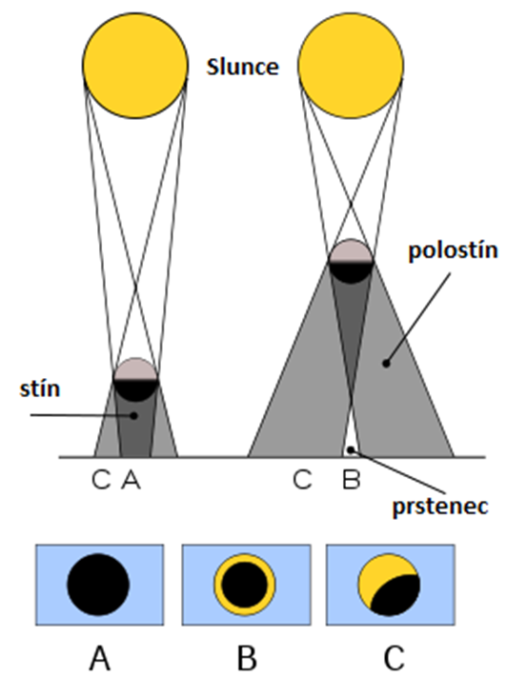 Slunce
polostín
stín
C A
C B
prstenec
A B C